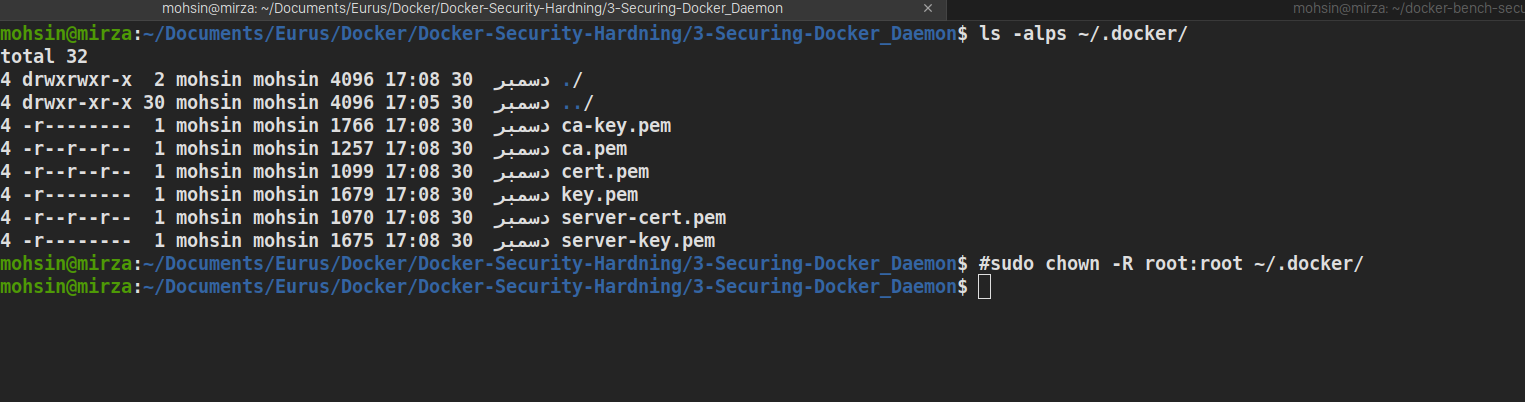 mohsin@mirza: ~/Documents/Eurus/Docker/Docker-Security-Hardning/3-Securing-Docker_Daemon × mohsin@mirza: ~/docker-bench-secu
mohsin@mirza:~/Documents/Eurus/Docker/Docker-Security-Hardning/3-Securing-Docker_Daemon$ ls -alps ~/.docker/
total 32
4 drwxrwxr-x  2 mohsin mohsin 4096 17:08 30  دسمبر ./
4 drwxr-xr-x 30 mohsin mohsin 4096 17:05 30  دسمبر ../
4 -r--------  1 mohsin mohsin 1766 17:08 30  دسمبر ca-key.pem
4 -r--r--r--  1 mohsin mohsin 1257 17:08 30  دسمبر ca.pem
4 -r--r--r--  1 mohsin mohsin 1099 17:08 30  دسمبر cert.pem
4 -r--------  1 mohsin mohsin 1679 17:08 30  دسمبر key.pem
4 -r--r--r--  1 mohsin mohsin 1070 17:08 30  دسمبر server-cert.pem
4 -r--------  1 mohsin mohsin 1675 17:08 30  دسمبر server-key.pem
mohsin@mirza:~/Documents/Eurus/Docker/Docker-Security-Hardning/3-Securing-Docker_Daemon$ #sudo chown -R root:root ~/.docker/
mohsin@mirza:~/Documents/Eurus/Docker/Docker-Security-Hardning/3-Securing-Docker_Daemon$